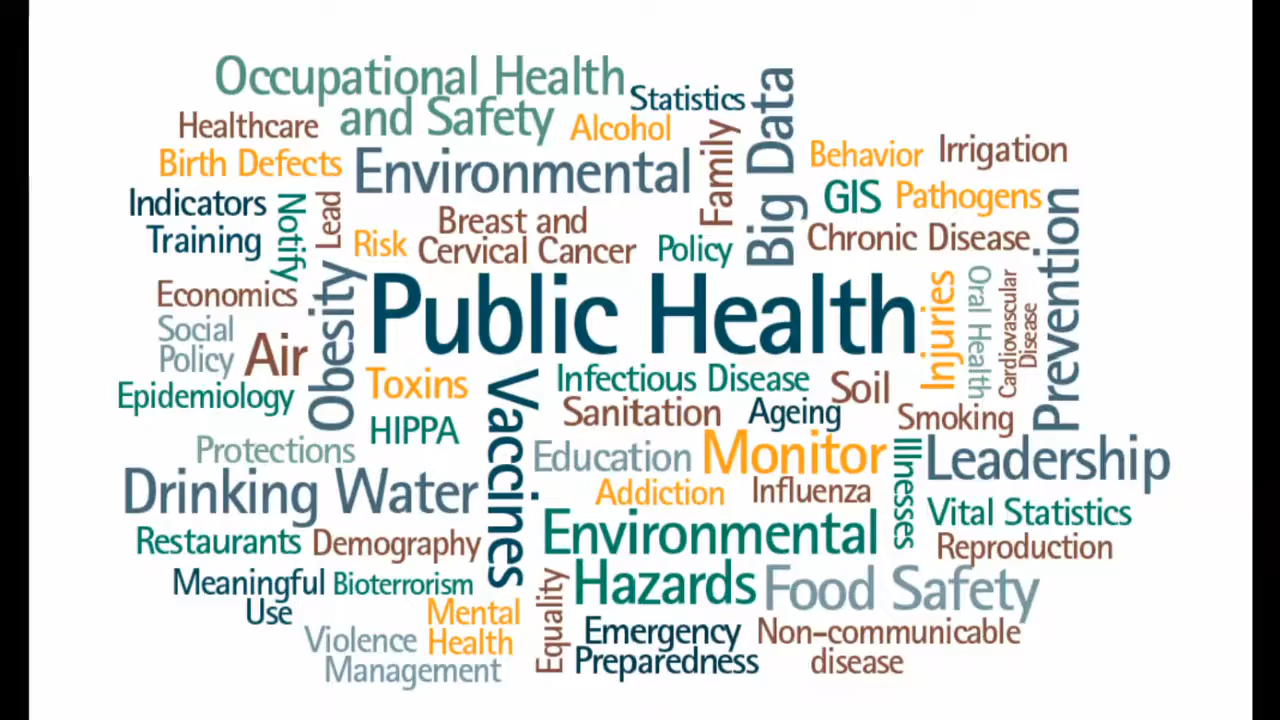 Occupational Health
and Safety
Statistics
Big Data
Healthcare
Alcohol
Family
Behavior
Irrigation
Birth Defects
Environmental
GIS
Pathogens
Indicators
Notify
Lead
Breast and
Cervical Cancer
Training
Risk
Policy
Chronic Disease
Prevention
Economics
Obesity
Public Health
Injuries
Oral Health
Cardiovascular
Disease
Social
Policy
Air
Toxins
Vaccines
Infectious Disease
Soil
Epidemiology
HIPPA
Sanitation
Ageing
Smoking
Protections
Education
Monitor
Illnesses
Leadership
Drinking Water
Addiction
Influenza
Vital Statistics
Restaurants
Demography
Environmental
Hazards
Reproduction
Meaningful
Use
Bioterrorism
Equality
Food Safety
Mental
Health
Violence
Management
Emergency
Preparedness
Non-communicable
disease